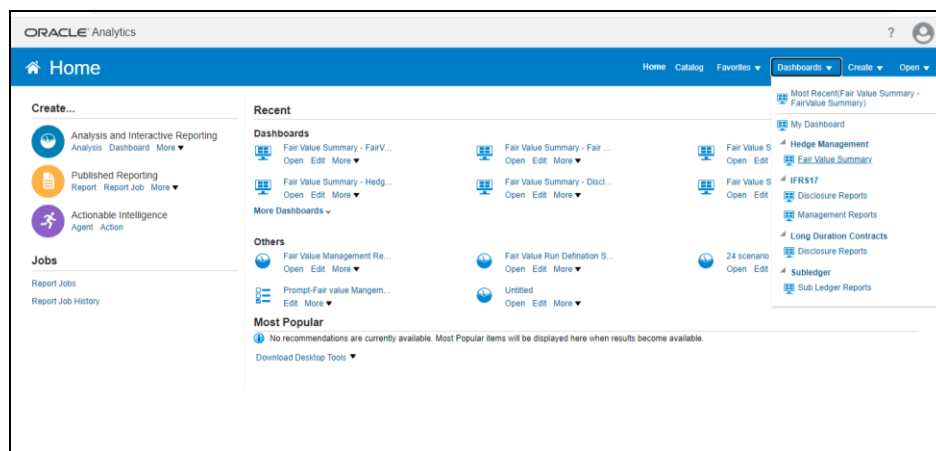 ORACLE Analytics
?
Home
Home Catalog Favorites Dashboards Create Open
Create...
Analysis and Interactive Reporting
Analysis Dashboard More
Published Reporting
Report Report Job More
Actionable Intelligence
Agent Action
Jobs
Report Jobs
Report Job History
Recent
Dashboards
Fair Value Summary - FairV...
Open Edit More
Fair Value Summary - Fair ...
Open Edit More
Fair Value S
Open Edit
Fair Value Summary - Hedg...
Open Edit More
Fair Value Summary - Discl...
Open Edit More
Fair Value S
Open Edit
More Dashboards
Others
Fair Value Management Re...
Open Edit More
Fair Value Run Defination S...
Open Edit More
24 scenario
Open Edit
Prompt-Fair value Mangem...
Edit More
Untitled
Open Edit More
Most Popular
No recommendations are currently available. Most Popular items will be displayed here when results become available.
Download Desktop Tools
Most Recent(Fair Value Summary -
FairValue Summary)
My Dashboard
Hedge Management
Fair Value Summary
IFRS17
Disclosure Reports
Management Reports
Long Duration Contracts
Disclosure Reports
Subledger
Sub Ledger Reports